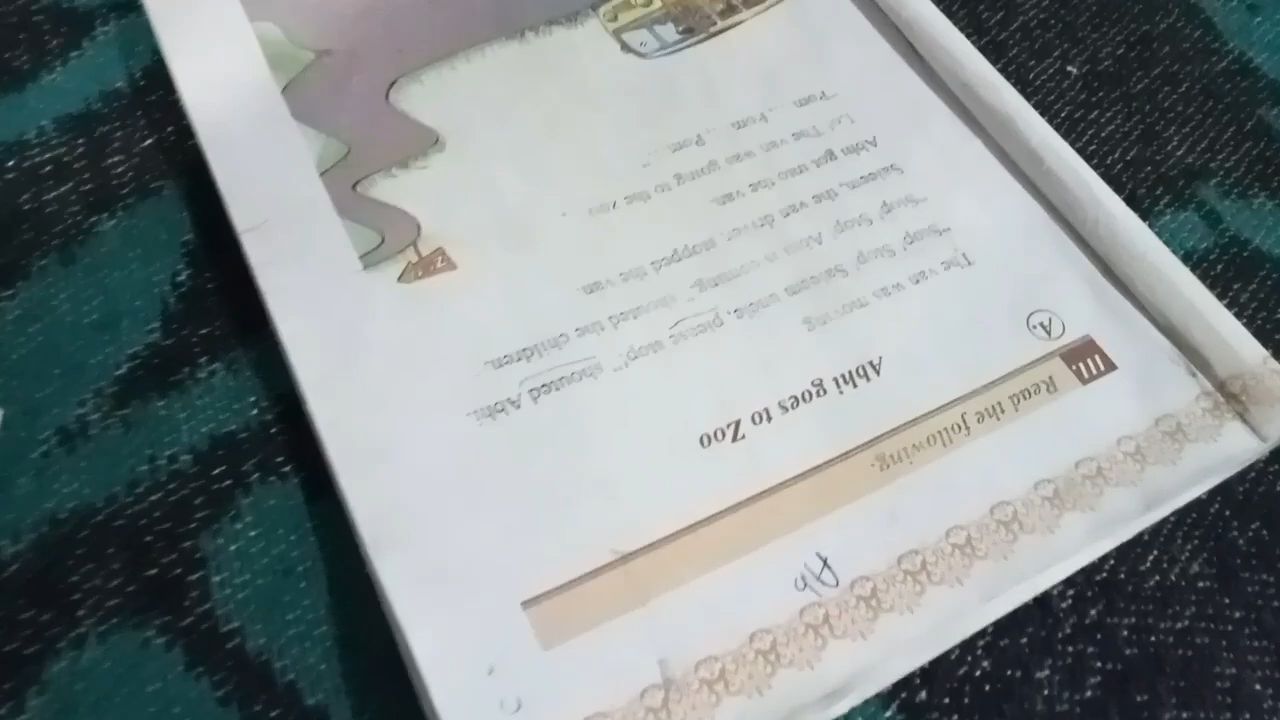 Ab
III. Read the following.
A.
Abhi goes to Zoo
The van was moving.
"Stop! Stop! Saleem uncle, please stop." shouted Abhi.
"Stop! Stop! Abhi is coming," shouted the children.
Saleem, the van driver, stopped the van.
Abhi got into the van.
Lo! The van was going to the zoo.
"Pom ... Pom ... Pom..."